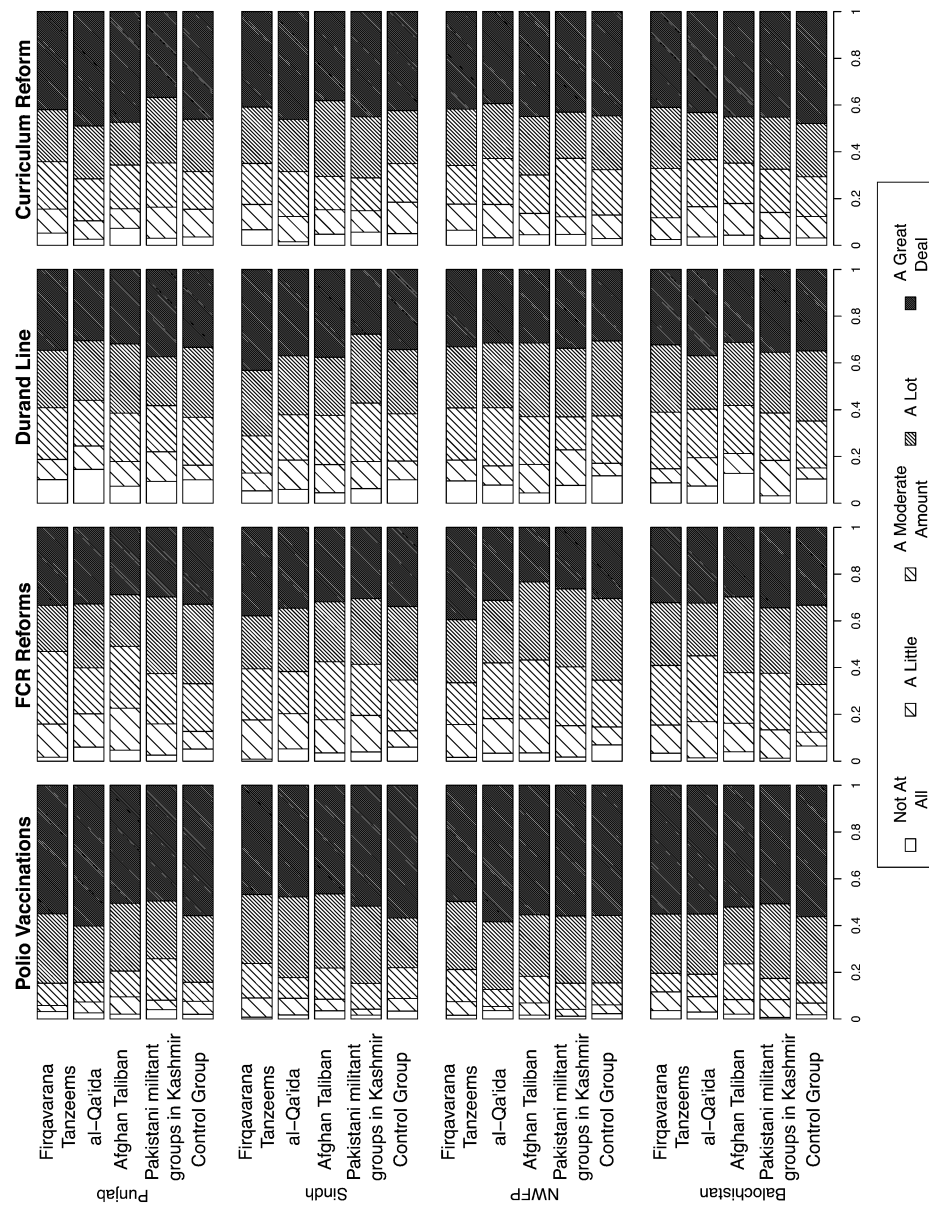 Polio Vaccinations
FCR Reforms
Durand Line
Curriculum Reform
Punjab
Firqavarana
Tanzeems
al−Qa'ida
Afghan Taliban
Pakistani militant
groups in Kashmir
Control Group
Sindh
Firqavarana
Tanzeems
al−Qa'ida
Afghan Taliban
Pakistani militant
groups in Kashmir
Control Group
NWFP
Firqavarana
Tanzeems
al−Qa'ida
Afghan Taliban
Pakistani militant
groups in Kashmir
Control Group
Balochistan
Firqavarana
Tanzeems
al−Qa'ida
Afghan Taliban
Pakistani militant
groups in Kashmir
Control Group
0 0.2 0.4 0.6 0.8 1
0 0.2 0.4 0.6 0.8 1
0 0.2 0.4 0.6 0.8 1
0 0.2 0.4 0.6 0.8 1
Not At
All
A Little
A Moderate
Amount
A Lot
A Great
Deal